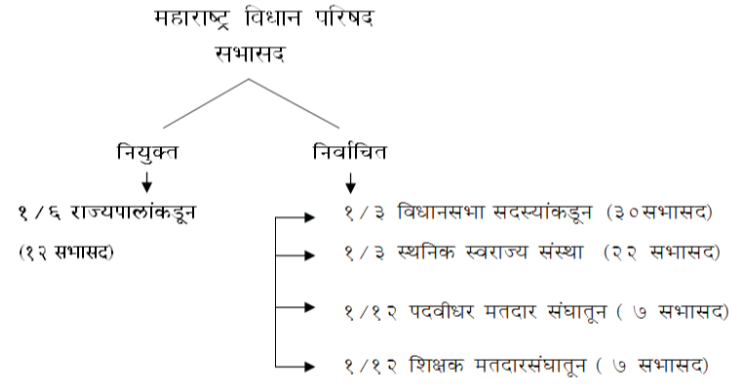 महाराष्ट्र विधान परिषद
सभासद
नियुक्त
निर्वाचित
१/६ राज्यपालांकडून
(१२ सभासद)
१/३ विधानसभा सदस्यांकडून (३०सभासद)
१/३ स्थनिक स्वराज्य संस्था (२२ सभासद)
१/१२ पदवीधर मतदार संघातून ( ७ सभासद)
१/१२ शिक्षक मतदारसंघातून ( ७ सभासद)